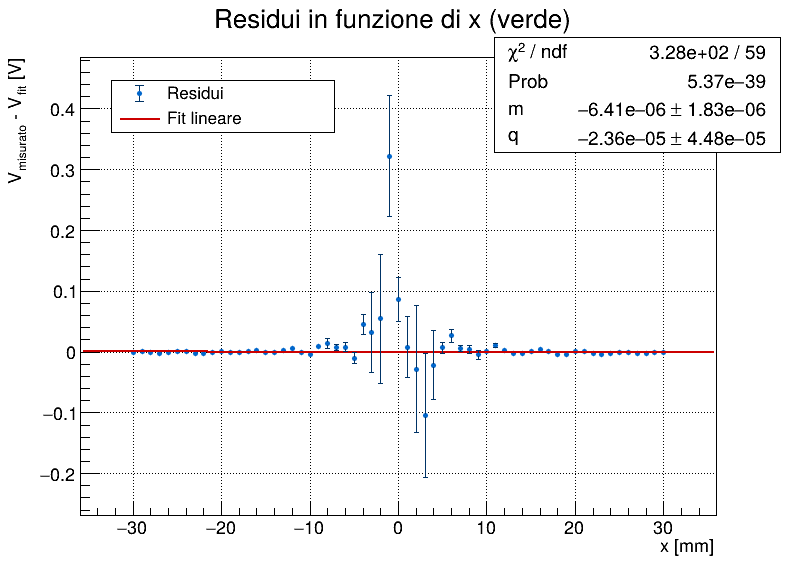 Residui in funzione di x (verde)
χ² / ndf 3.28e+02 / 59
Prob 5.37e−39
m −6.41e−06 ± 1.83e−06
q −2.36e−05 ± 4.48e−05
Residui
Fit lineare
V misurato - V fit [V]
0.4
0.3
0.2
0.1
0
−0.1
−0.2
−30 −20 −10 0 10 20 30
x [mm]